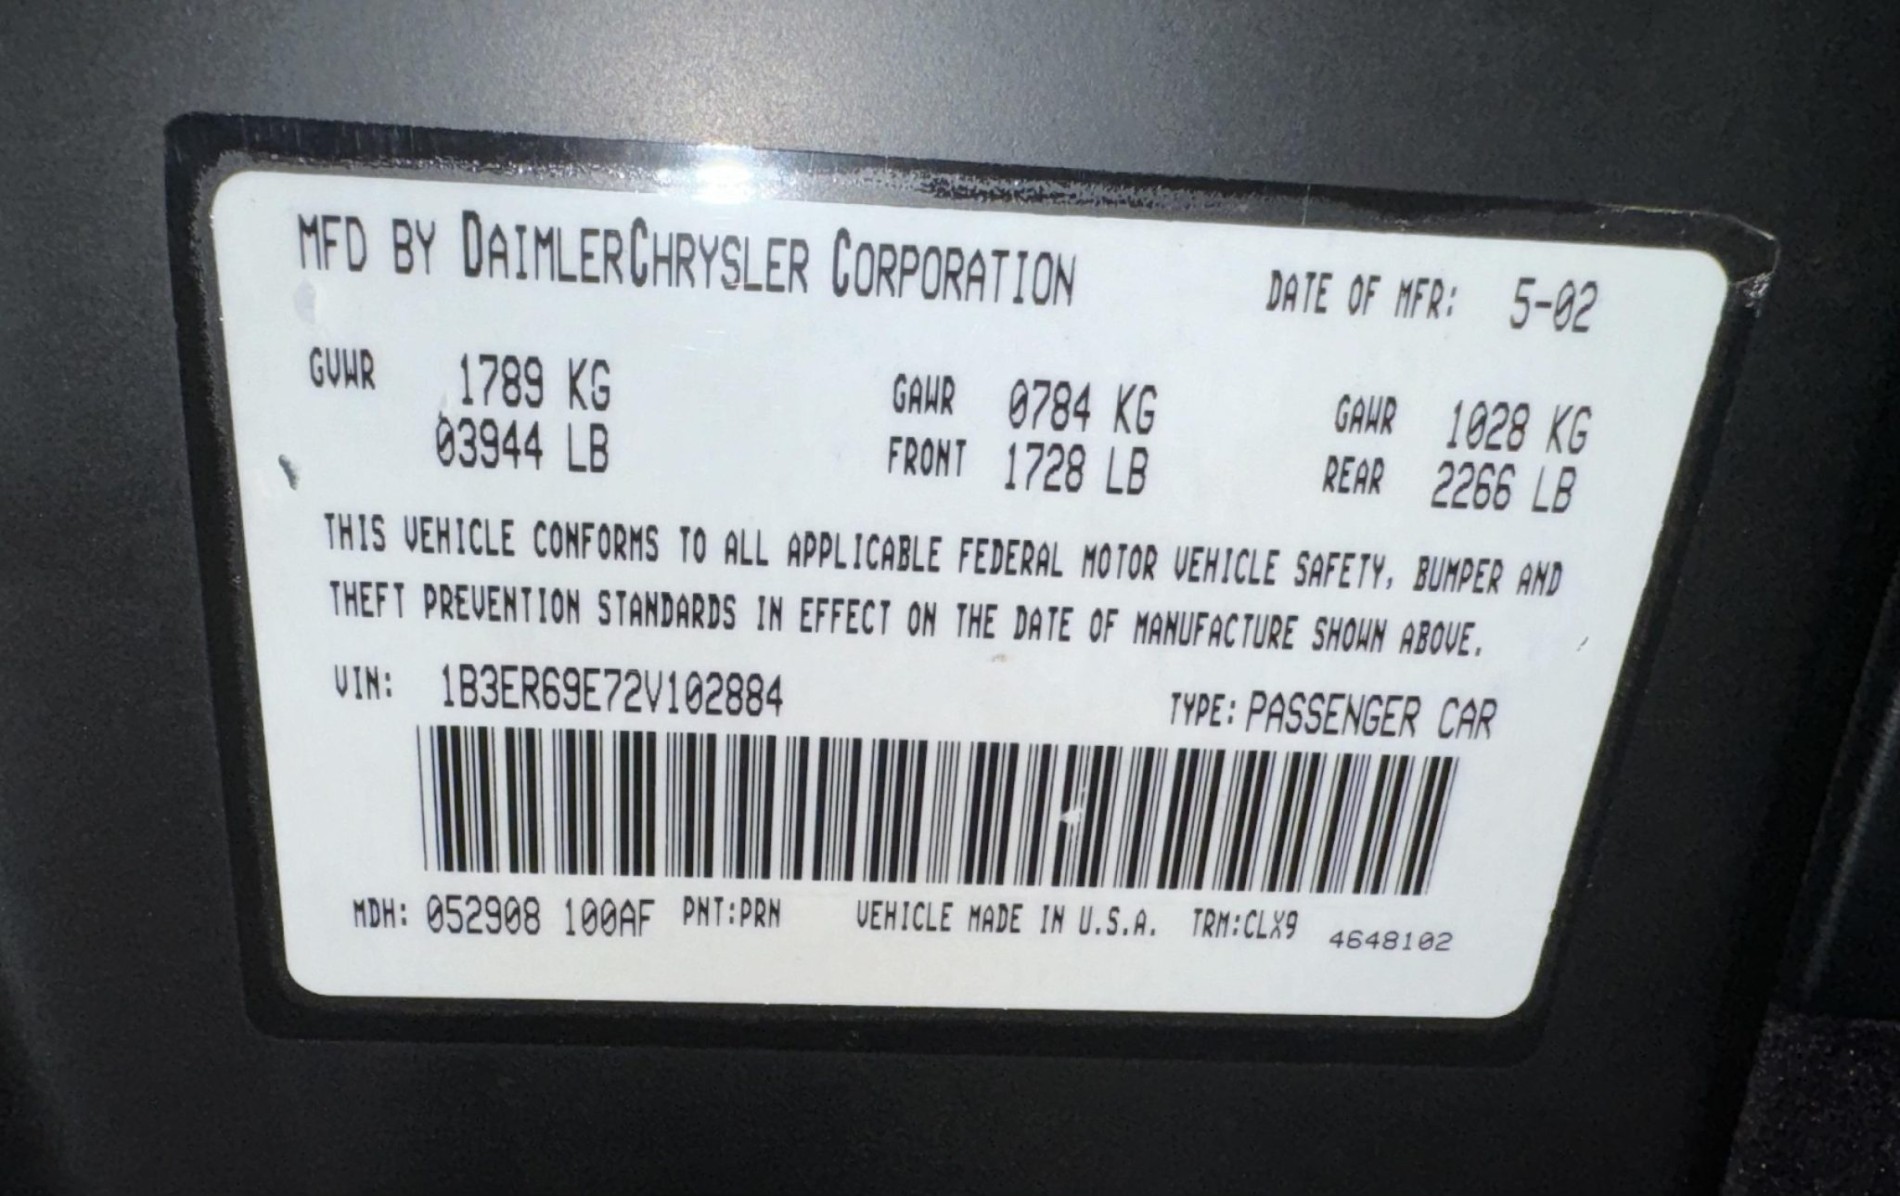 MFD BY DAIMLERCHRYSLER CORPORATION DATE OF MFR: 5-02
GVWR 1789 KG GAWR 0784 KG GAWR 1028 KG
03944 LB FRONT 1728 LB REAR 2266 LB
THIS VEHICLE CONFORMS TO ALL APPLICABLE FEDERAL MOTOR VEHICLE SAFETY, BUMPER AND
THEFT PREVENTION STANDARDS IN EFFECT ON THE DATE OF MANUFACTURE SHOWN ABOVE.
VIN: 1B3ER69E72V102884 TYPE: PASSENGER CAR
MDH: 052908 100AF PNT:PRN VEHICLE MADE IN U.S.A. TRM:CLX9 4648102